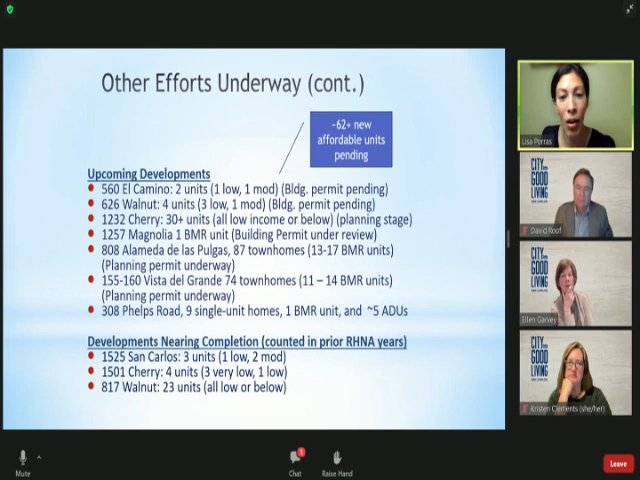 Other Efforts Underway (cont.)
~62+ new
affordable units
pending
Upcoming Developments
560 El Camino: 2 units (1 low, 1 mod) (Bldg. permit pending)
626 Walnut: 4 units (3 low, 1 mod) (Bldg. permit pending)
1232 Cherry: 30+ units (all low income or below) (planning stage)
1257 Magnolia 1 BMR unit (Building Permit under review)
808 Alameda de las Pulgas, 87 townhomes (13-17 BMR units)
(Planning permit underway)
155-160 Vista del Grande 74 townhomes (11 – 14 BMR units)
(Planning permit underway)
308 Phelps Road, 9 single-unit homes, 1 BMR unit, and ~5 ADUs
Developments Nearing Completion (counted in prior RHNA years)
1525 San Carlos: 3 units (1 low, 2 mod)
1501 Cherry: 4 units (3 very low, 1 low)
817 Walnut: 23 units (all low or below)
Lisa Porras
CITY
GOOD
LIVING
David Roof
CITY
GOOD
LIVING
Ellen Garvey
CITY
GOOD
LIVING
Kristen Clements (she/her)
Mute
1
Chat
Raise Hand
Leave